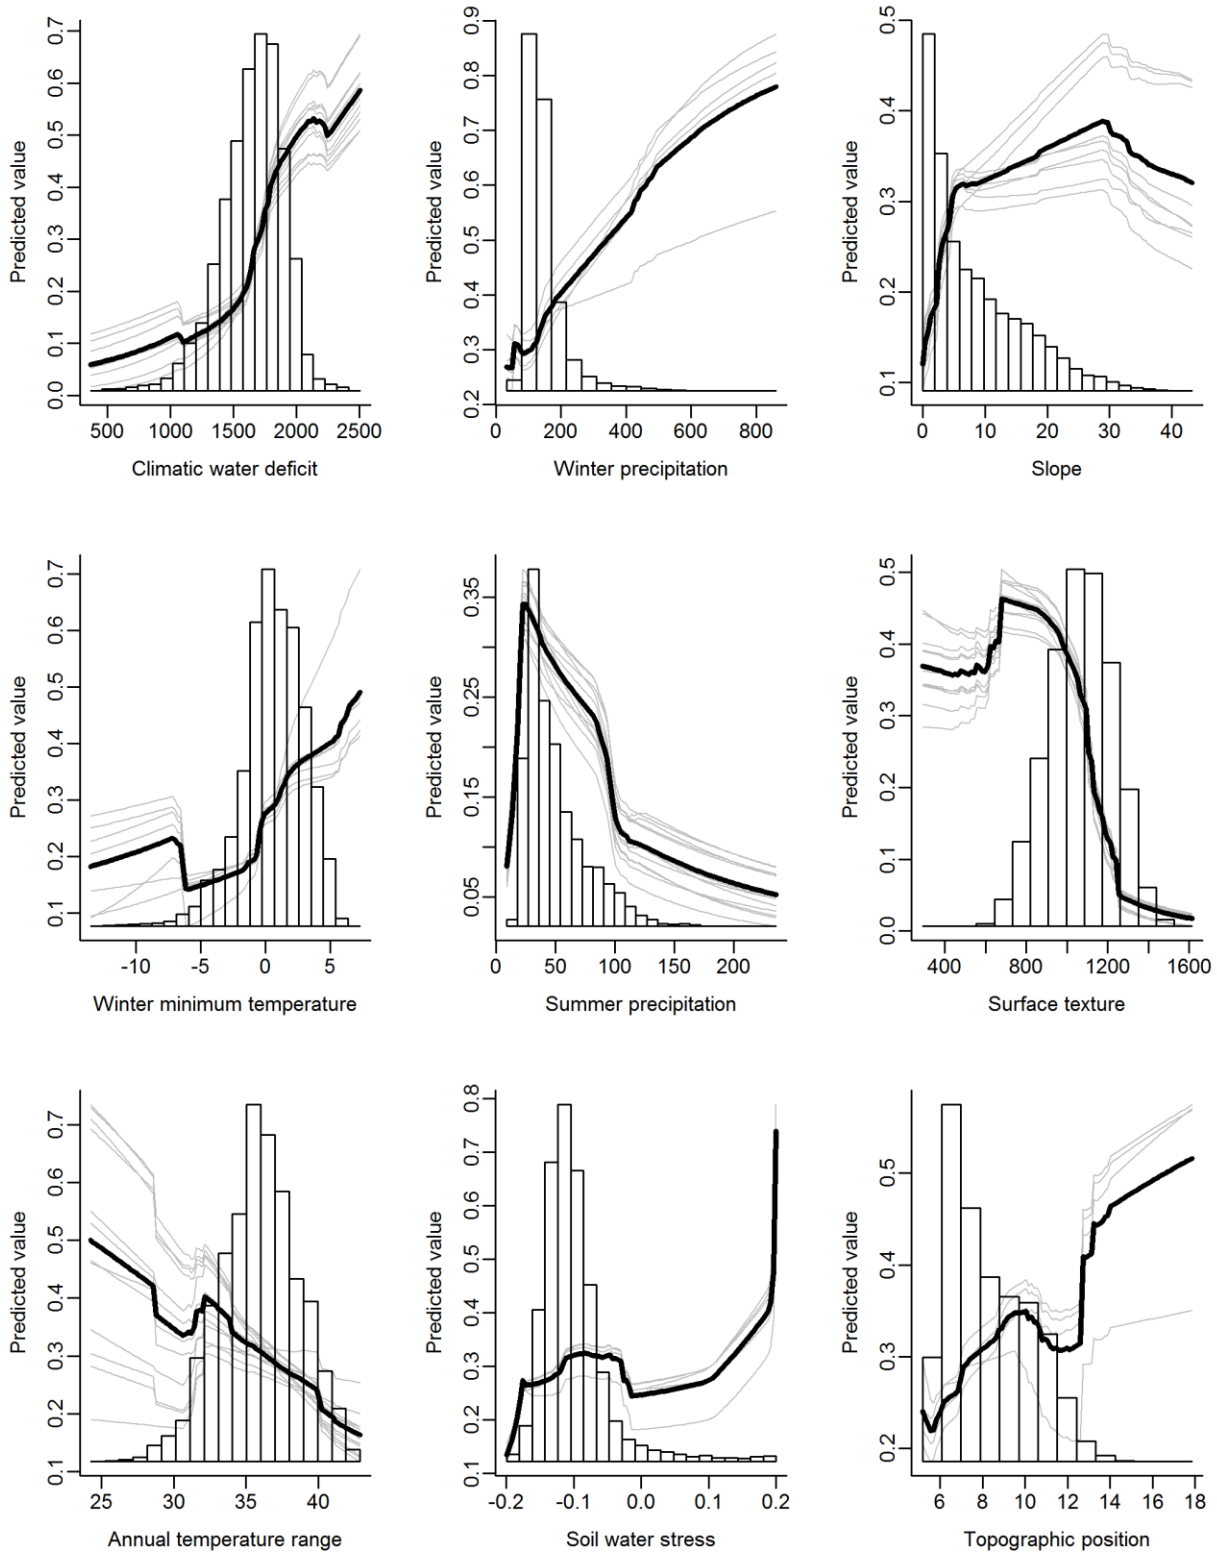 Predicted value
0.0 0.1 0.2 0.3 0.4 0.5 0.6 0.7
500 1000 1500 2000 2500
Climatic water deficit
Predicted value
0.2 0.3 0.4 0.5 0.6 0.7 0.8 0.9
0 200 400 600 800
Winter precipitation
Predicted value
0.1 0.2 0.3 0.4 0.5
0 10 20 30 40
Slope
Predicted value
0.1 0.2 0.3 0.4 0.5 0.6 0.7
-10 -5 0 5
Winter minimum temperature
Predicted value
0.05 0.15 0.25 0.35
0 50 100 150 200
Summer precipitation
Predicted value
0.0 0.1 0.2 0.3 0.4 0.5
400 800 1200 1600
Surface texture
Predicted value
0.1 0.2 0.3 0.4 0.5 0.6 0.7
25 30 35 40
Annual temperature range
Predicted value
0.1 0.2 0.3 0.4 0.5 0.6 0.7 0.8
-0.2 -0.1 0.0 0.1 0.2
Soil water stress
Predicted value
0.2 0.3 0.4 0.5
6 8 10 12 14 16 18
Topographic position